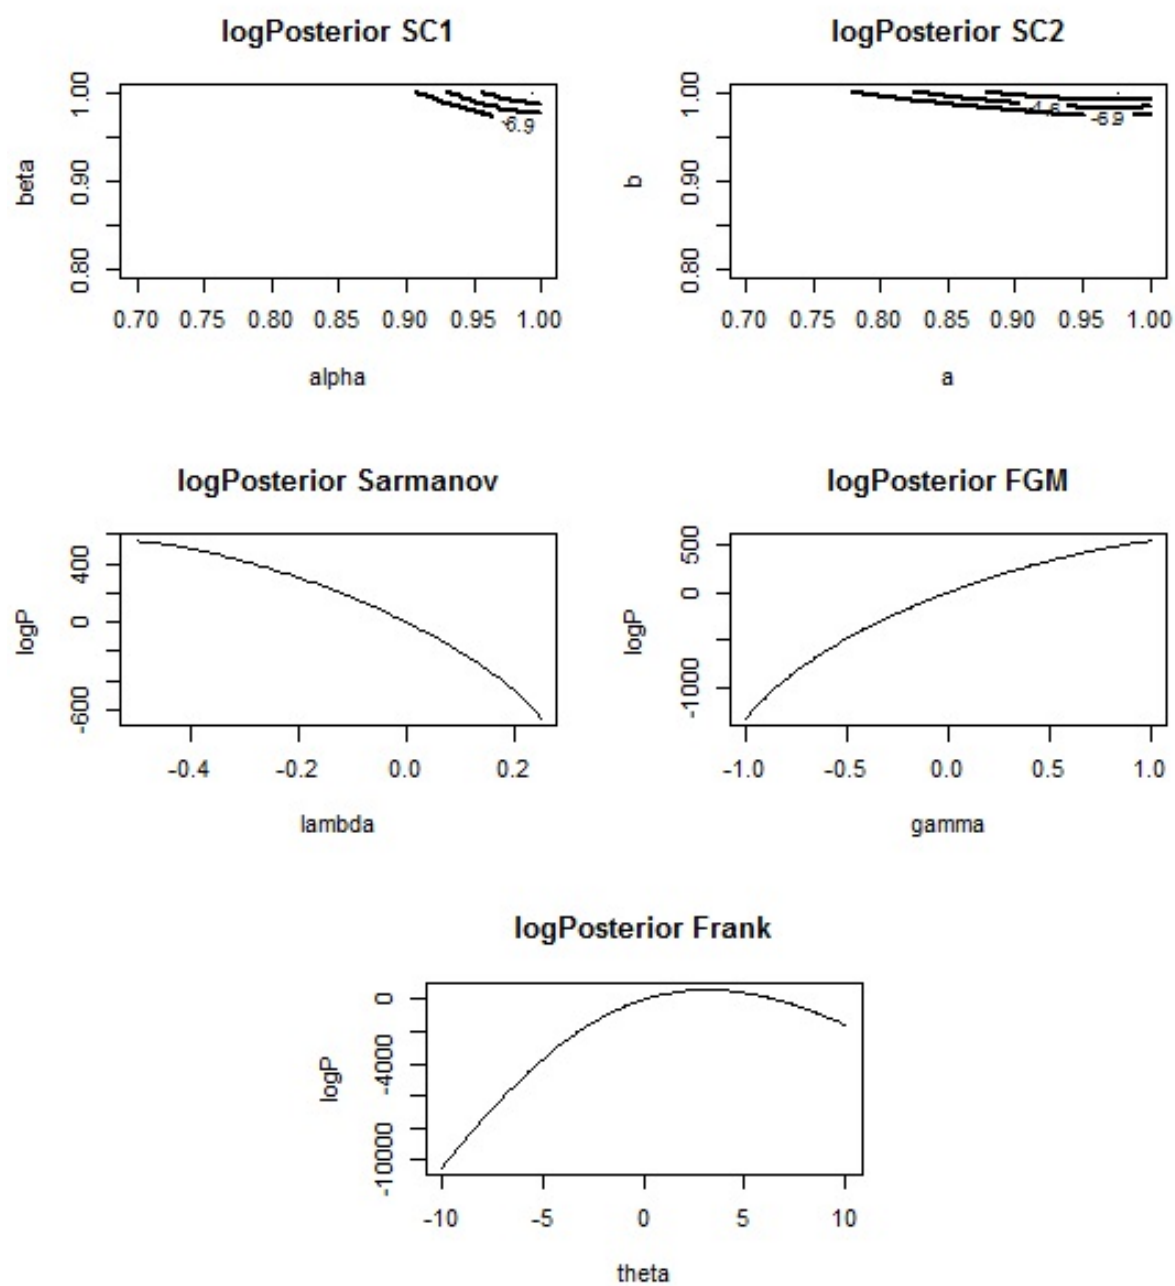 logPosterior SC1
beta
0.80 0.90 1.00
-6.9
0.70 0.75 0.80 0.85 0.90 0.95 1.00
alpha
logPosterior SC2
b
0.80 0.90 1.00
-4.6
-6.9
0.70 0.75 0.80 0.85 0.90 0.95 1.00
a
logPosterior Sarmanov
logP
-600 0 400
-0.4 -0.2 0.0 0.2
lambda
logPosterior FGM
logP
-1000 0 500
-1.0 -0.5 0.0 0.5 1.0
gamma
logPosterior Frank
logP
-10000 -4000 0
-10 -5 0 5 10
theta